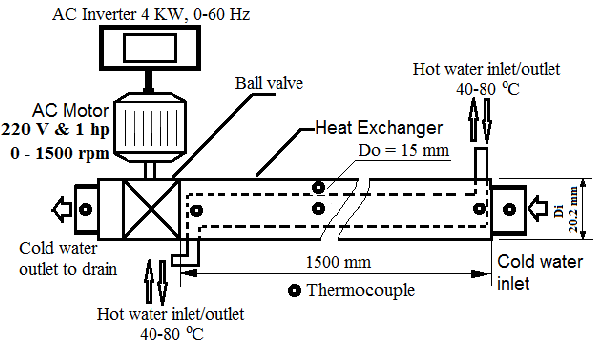 AC Inverter 4 KW, 0-60 Hz
Ball valve
Hot water inlet/outlet
40-80 ⁰C
AC Motor
220 V & 1 hp
0 - 1500 rpm
Heat Exchanger
Do = 15 mm
Di
20.2 mm
Cold water
outlet to drain
1500 mm
Cold water
inlet
Thermocouple
Hot water inlet/outlet
40-80 ⁰C